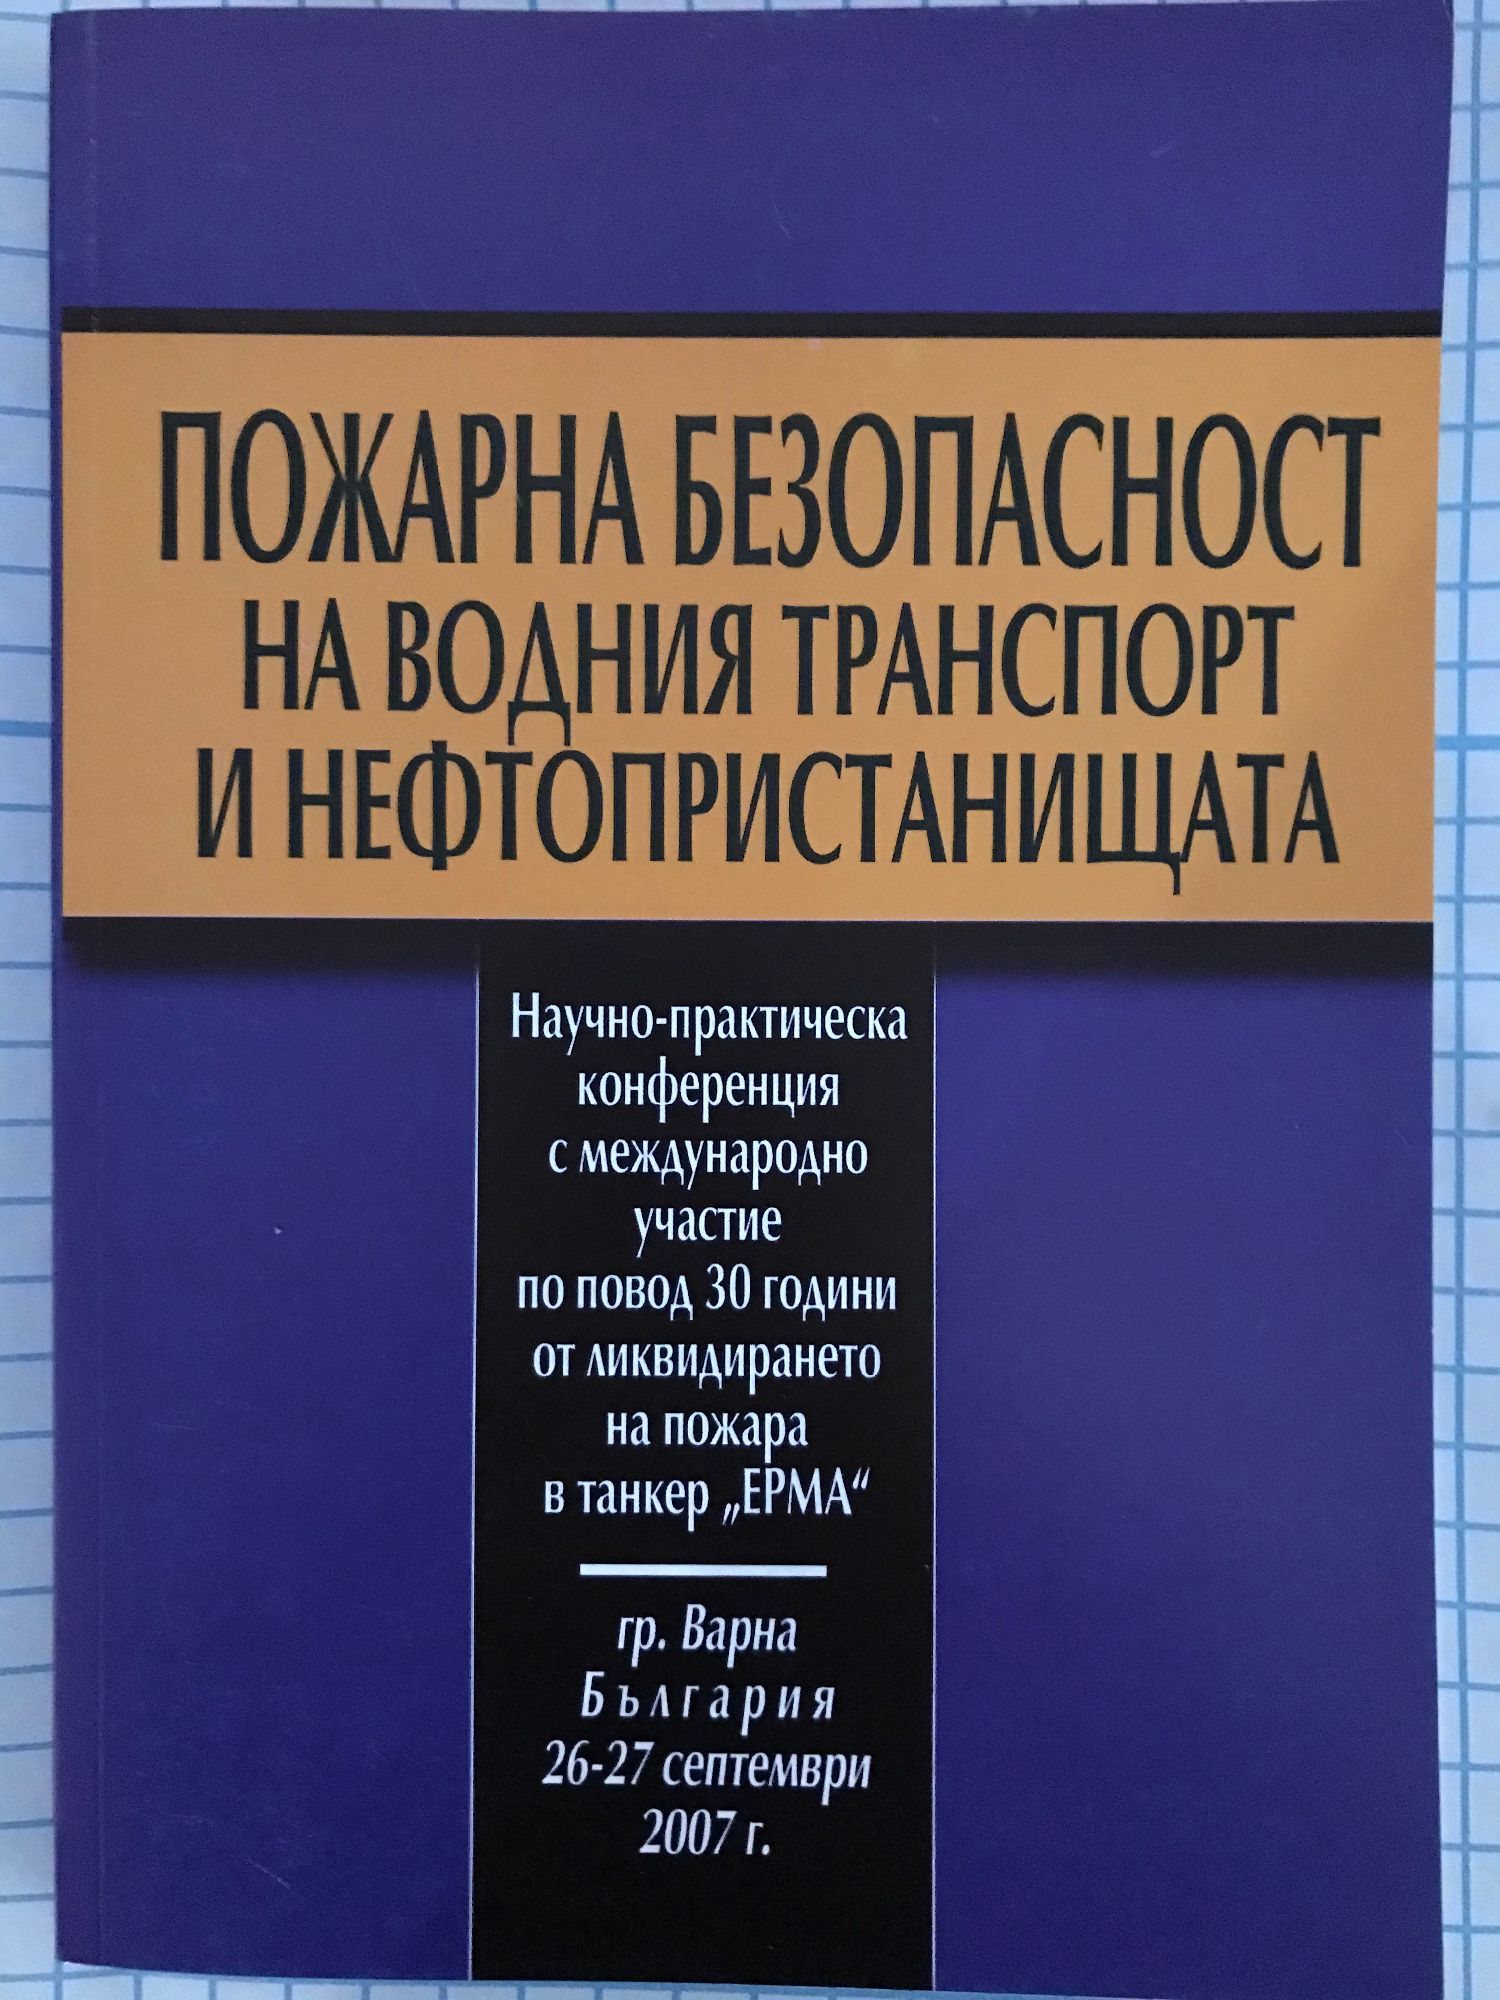 ПОЖАРНА БЕЗОПАСНОСТ
НА ВОДНИЯ ТРАНСПОРТ
И НЕФТОПРИСТАНИЩАТА
Научно-практическа
конференция
с международно
участие
по повод 30 години
от ликвидирането
на пожара
в танкер „ЕРМА“
гр. Варна
България
26-27 септември
2007 г.